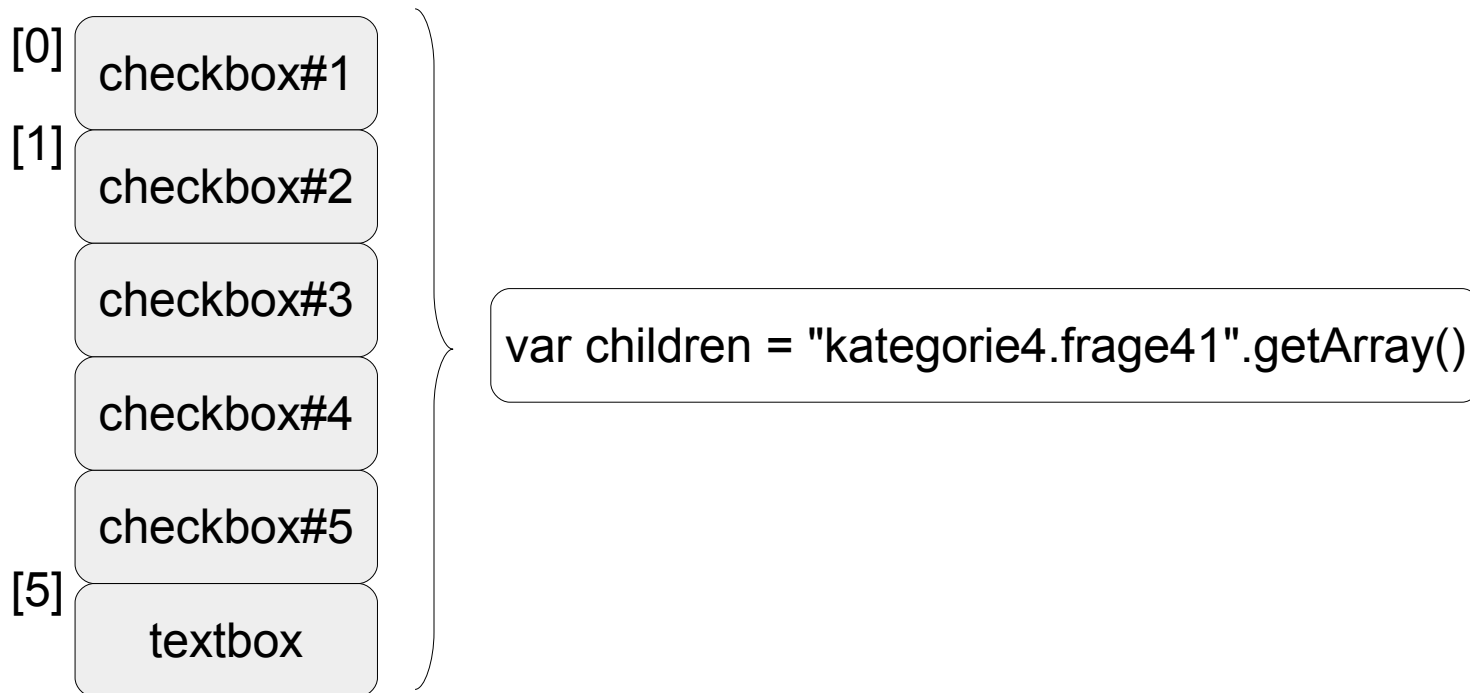 [0]
checkbox#1
[1]
checkbox#2
checkbox#3
var children = "kategorie4.frage41".getArray()
checkbox#4
checkbox#5
[5]
textbox